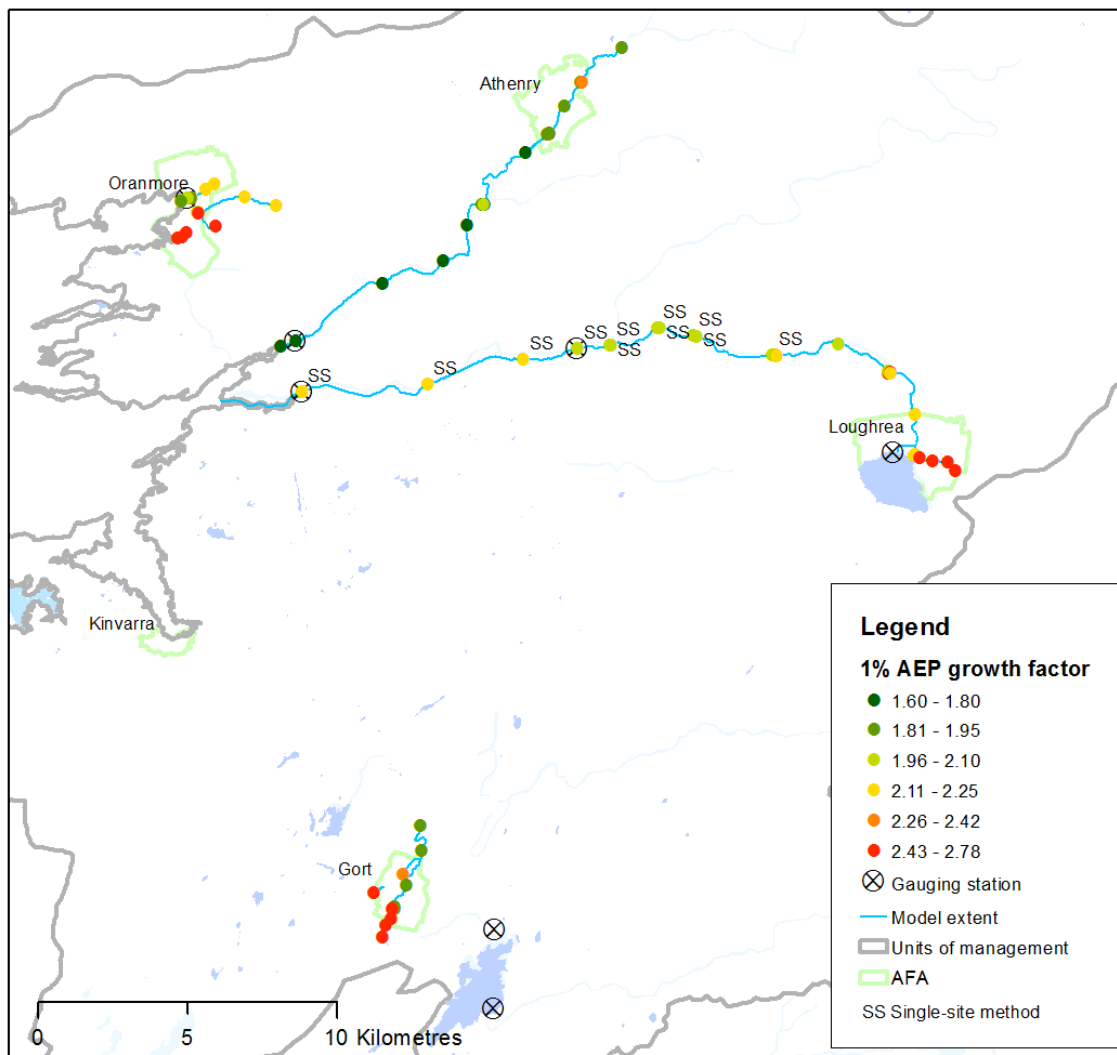 Athenry
Oranmore
SS
SS
SS
SS
SS
SS
SS
SS
SS
SS
SS
Loughrea
Kinvarra
Gort
0
5
10 Kilometres
Legend
1% AEP growth factor
1.60 - 1.80
1.81 - 1.95
1.96 - 2.10
2.11 - 2.25
2.26 - 2.42
2.43 - 2.78
Gauging station
Model extent
Units of management
AFA
SS Single-site method